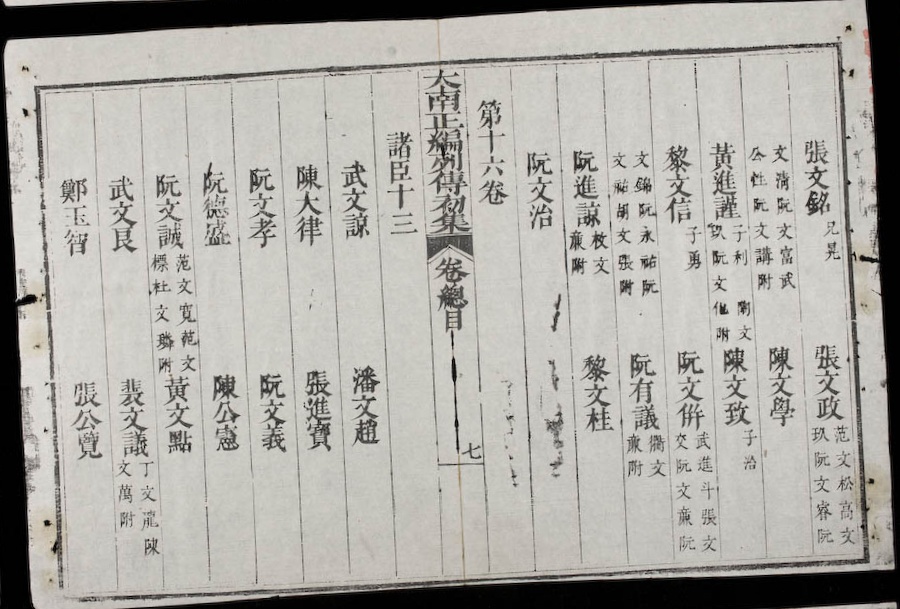 張文銘 兄晃 張文政 范文松高文玖阮文睿阮
文清阮文富武公性阮文講附 陳文學
黃進謹 子利 文玖阮文他附 陳文致 子治
黎文信 子勇 阮文倂 武進斗張文突阮文廉阮
文錦阮永祐阮文祐胡文張附 阮有議 衢文廉附
阮進諒 枚文廉附 黎文桂
阮文治
第十六卷
大南正編列傳初集 卷總目 七
諸臣十三
武文諒 潘文趙
陳大律 張進寶
阮文孝 阮文義
阮德盛 陳公憲
阮文誠 范文寬范文標杜文璘附 黃文點
武文良 裴文議 丁文龍陳文萬附
鄭玉智 張公覽